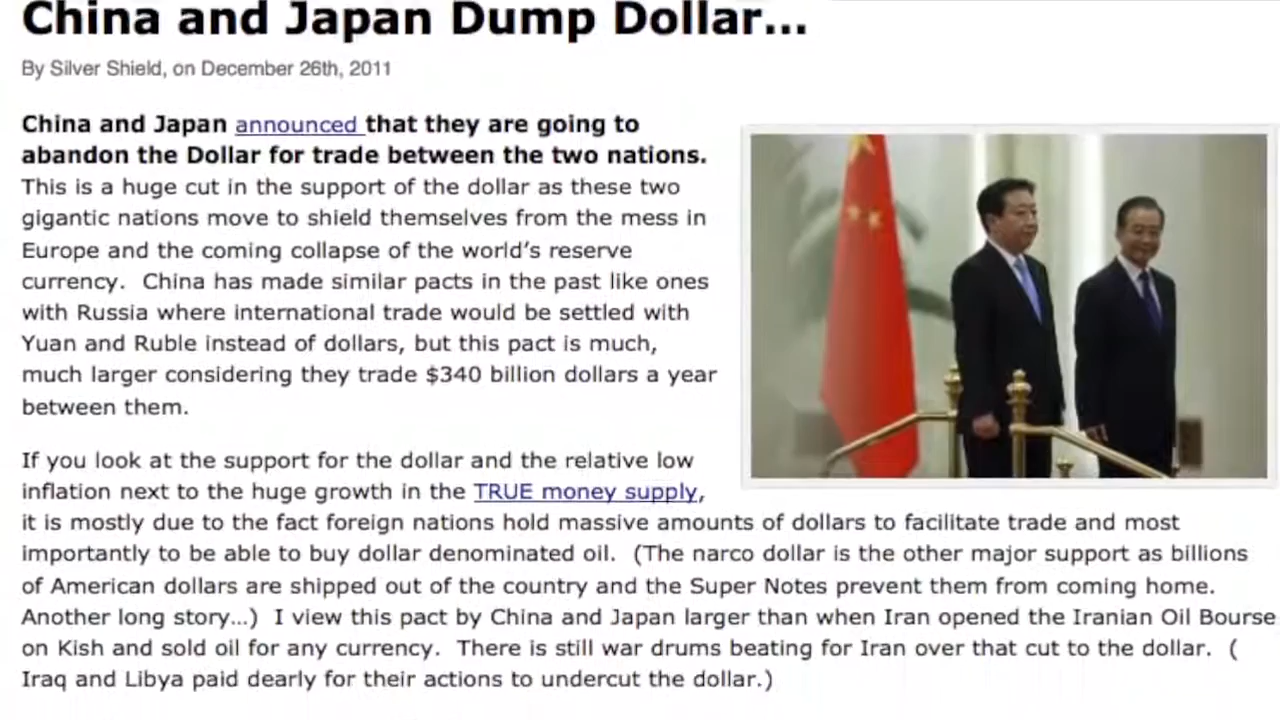 China and Japan Dump Dollar...
By Silver Shield, on December 26th, 2011
China and Japan announced that they are going to
abandon the Dollar for trade between the two nations.
This is a huge cut in the support of the dollar as these two
gigantic nations move to shield themselves from the mess in
Europe and the coming collapse of the world's reserve
currency.  China has made similar pacts in the past like ones
with Russia where international trade would be settled with
Yuan and Ruble instead of dollars, but this pact is much,
much larger considering they trade $340 billion dollars a year
between them.
If you look at the support for the dollar and the relative low
inflation next to the huge growth in the TRUE money supply,
it is mostly due to the fact foreign nations hold massive amounts of dollars to facilitate trade and most
importantly to be able to buy dollar denominated oil.  (The narco dollar is the other major support as billions
of American dollars are shipped out of the country and the Super Notes prevent them from coming home.
Another long story...)  I view this pact by China and Japan larger than when Iran opened the Iranian Oil Bourse
on Kish and sold oil for any currency.  There is still war drums beating for Iran over that cut to the dollar.  (
Iraq and Libya paid dearly for their actions to undercut the dollar.)